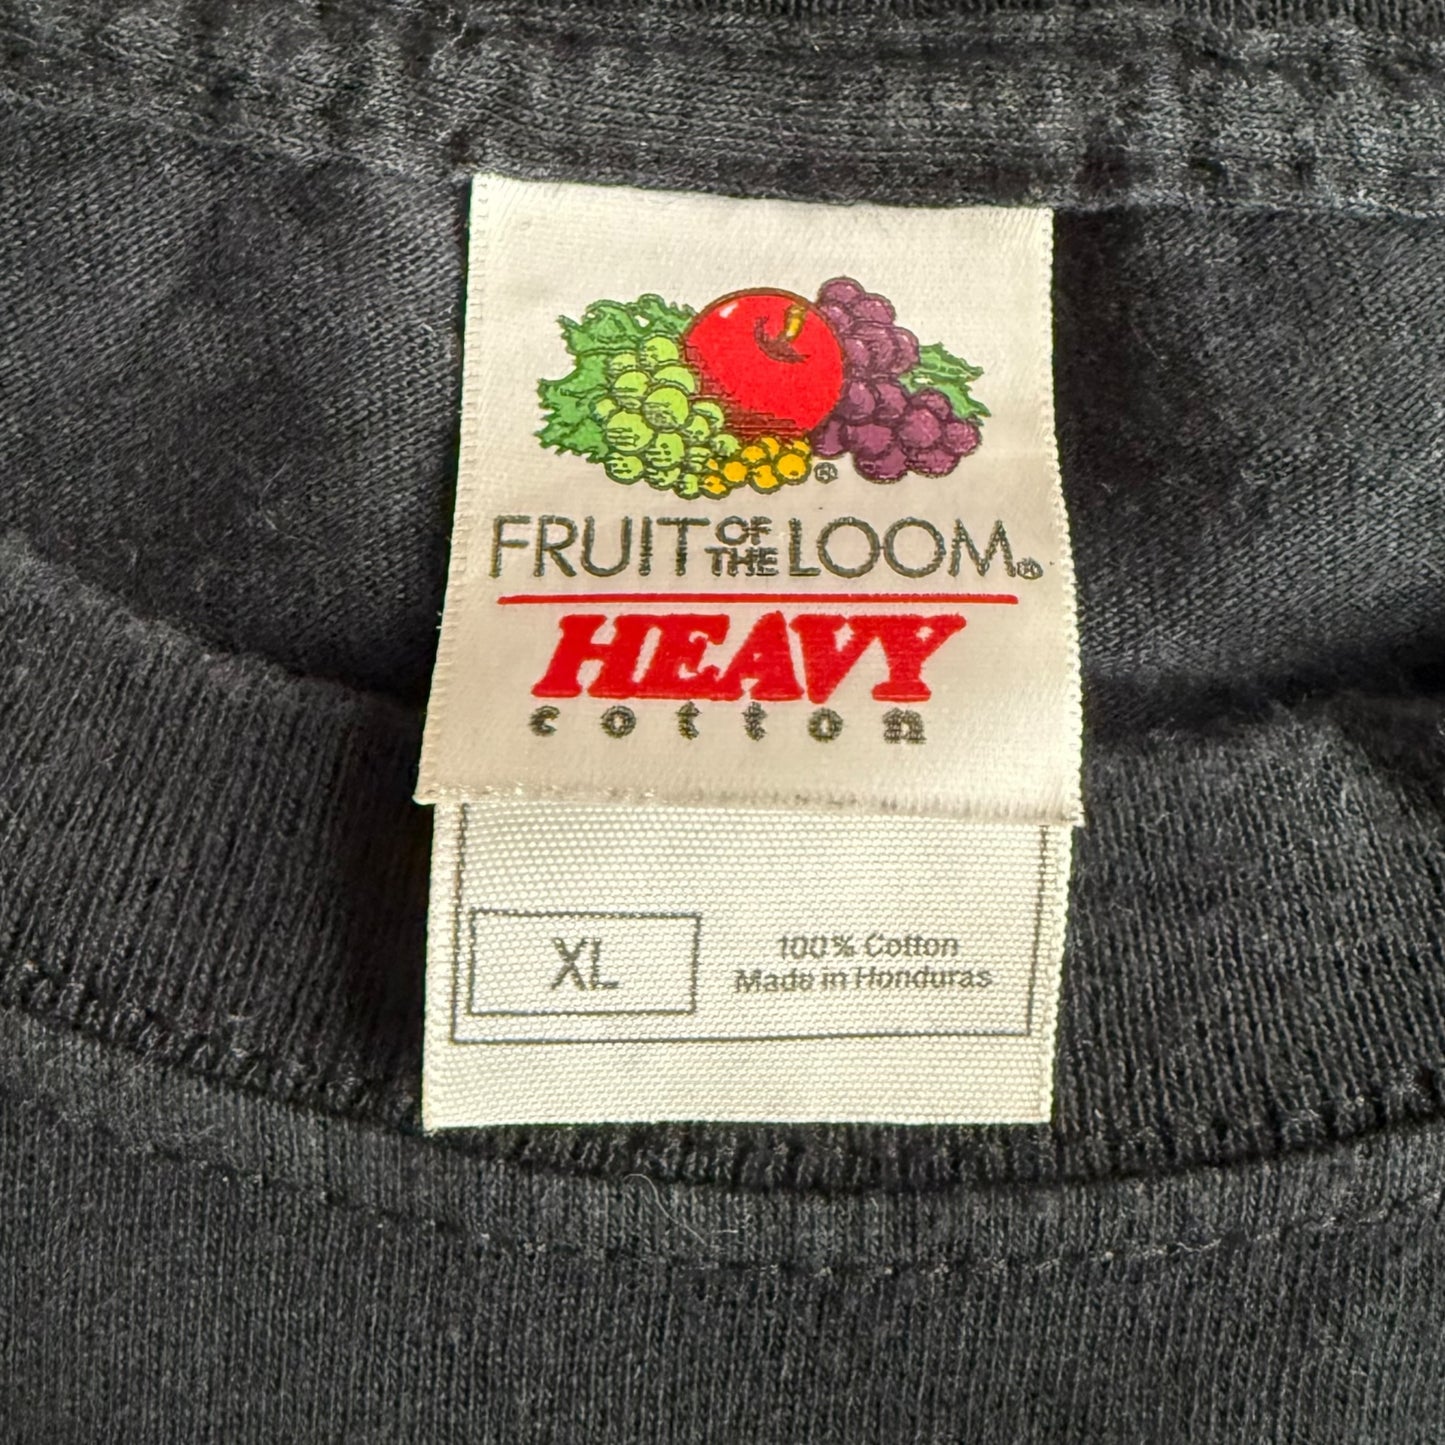 ®
FRUIT OF THE LOOM®
HEAVY
cotton
XL
100% Cotton
Made in Honduras